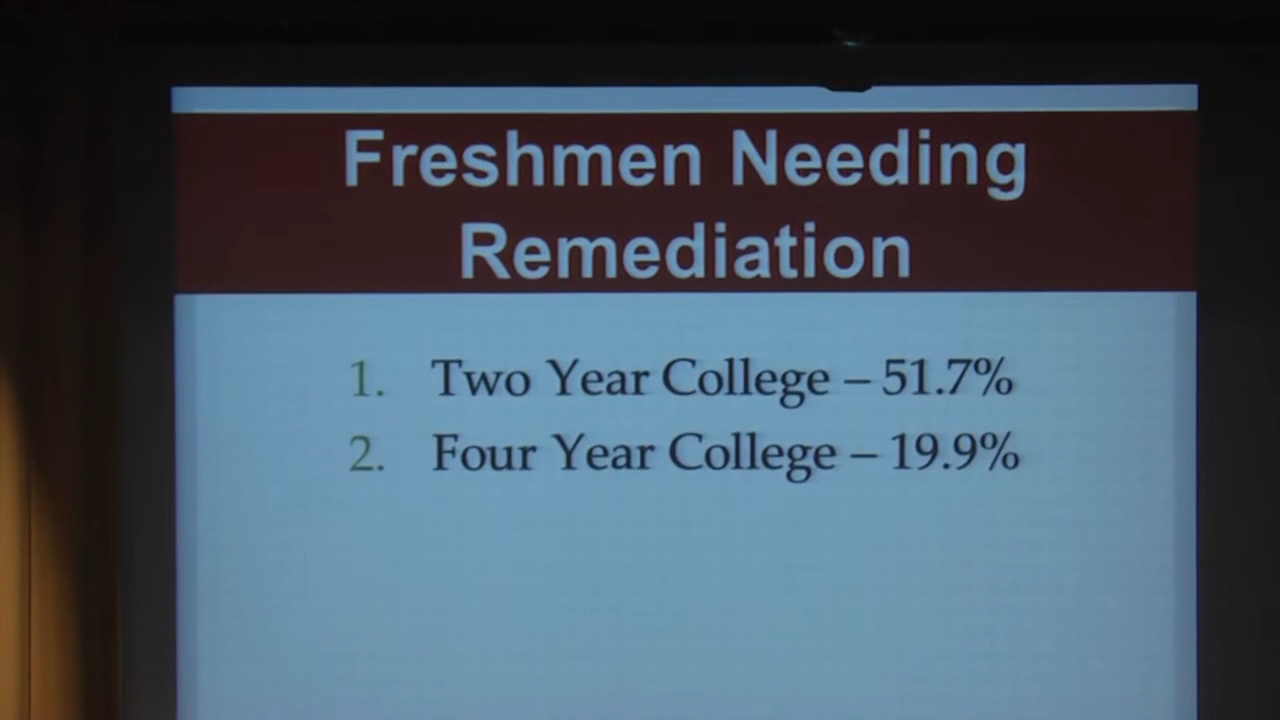 Freshmen Needing
Remediation
1. Two Year College – 51.7%
2. Four Year College – 19.9%